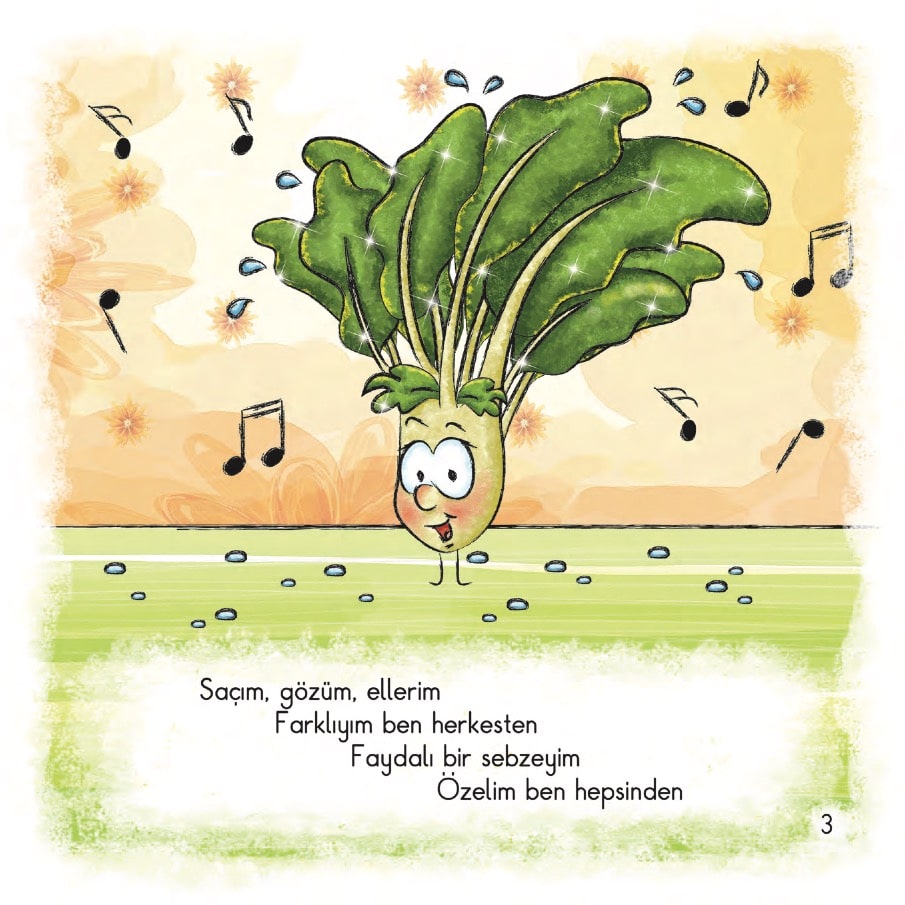 Saçım, gözüm, ellerim
Farklıyım ben herkesten
Faydalı bir sebzeyim
Özelim ben hepsinden
3